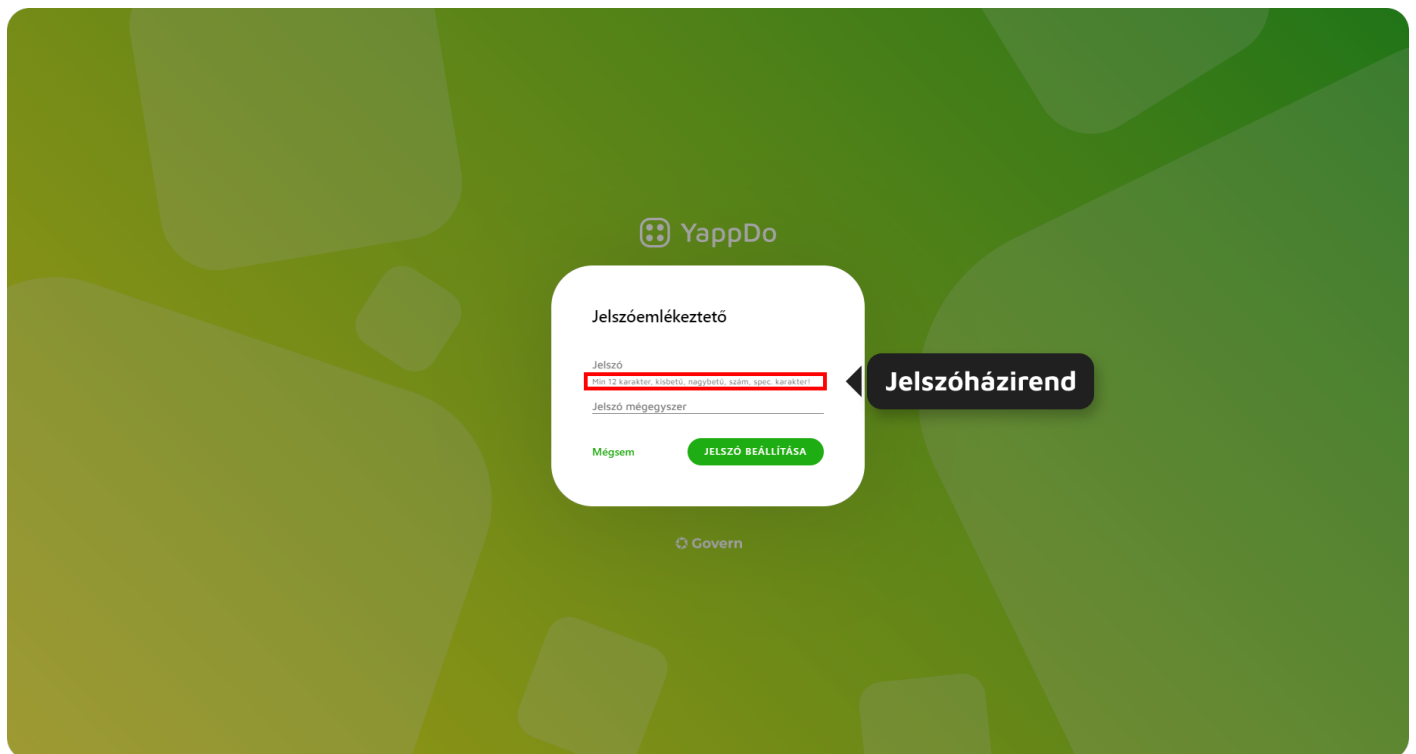 YappDo
Jelszóemlékeztető
Jelszó
Min 12 karakter, kisbetű, nagybetű, szám, spec. karakter!
Jelszóházirend
Jelszó mégegyszer
Mégsem
JELSZÓ BEÁLLÍTÁSA
Govern